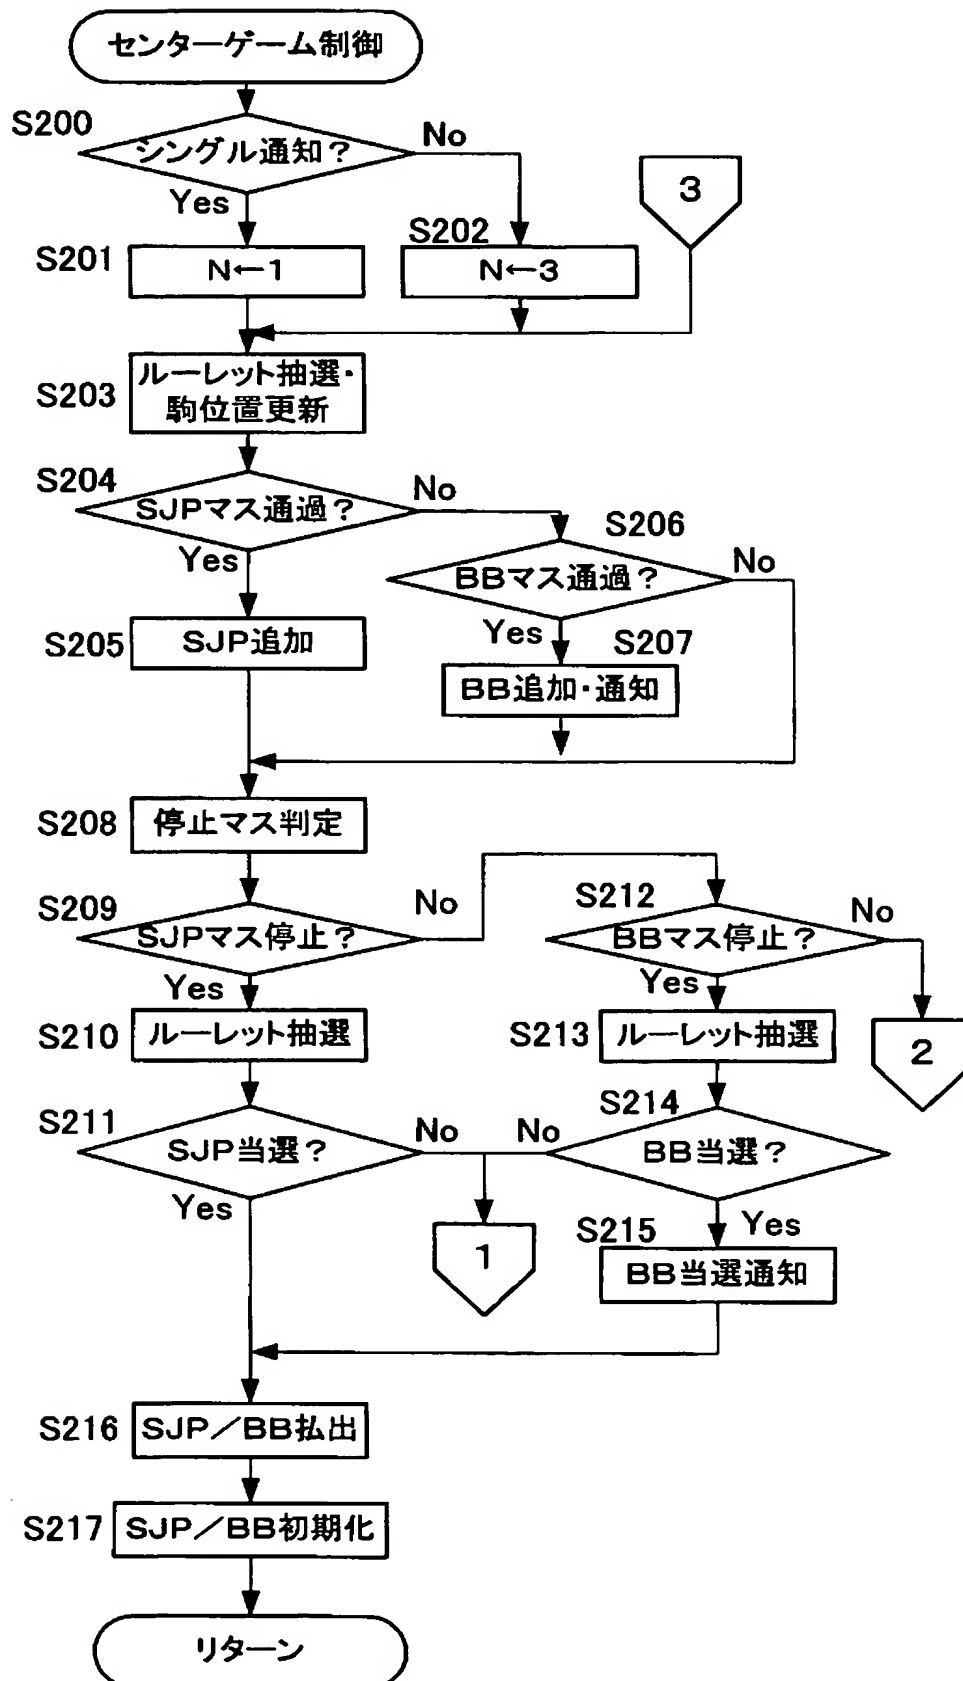 センターゲーム制御
S200
シングル通知？
No
Yes
3
S201
N←1
S202
N←3
S203
ルーレット抽選・
駒位置更新
S204
SJPマス通過？
No
Yes
S206
BBマス通過？
No
Yes
S205
SJP追加
S207
BB追加・通知
S208
停止マス判定
S209
SJPマス停止？
No
Yes
S212
BBマス停止？
No
Yes
S210
ルーレット抽選
S213
ルーレット抽選
2
S211
SJP当選？
No
Yes
S214
BB当選？
No
Yes
1
S215
BB当選通知
S216
SJP／BB払出
S217
SJP／BB初期化
リターン